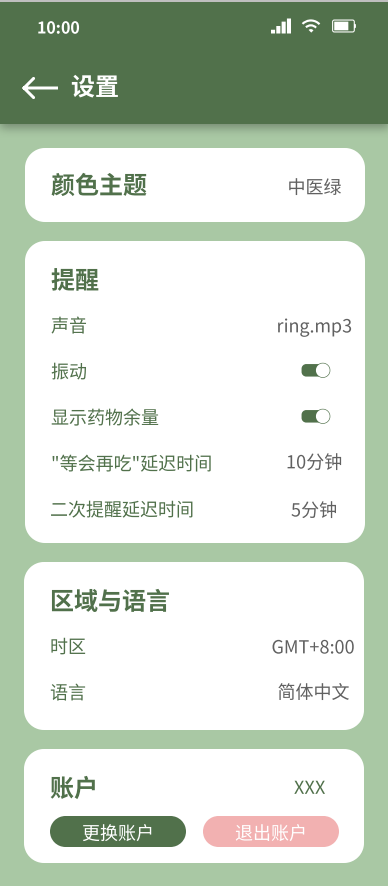 10:00
设置
颜色主题 中医绿
提醒
声音 ring.mp3
振动
显示药物余量
"等会再吃"延迟时间 10分钟
二次提醒延迟时间 5分钟
区域与语言
时区 GMT+8:00
语言 简体中文
账户 XXX
更换账户 退出账户